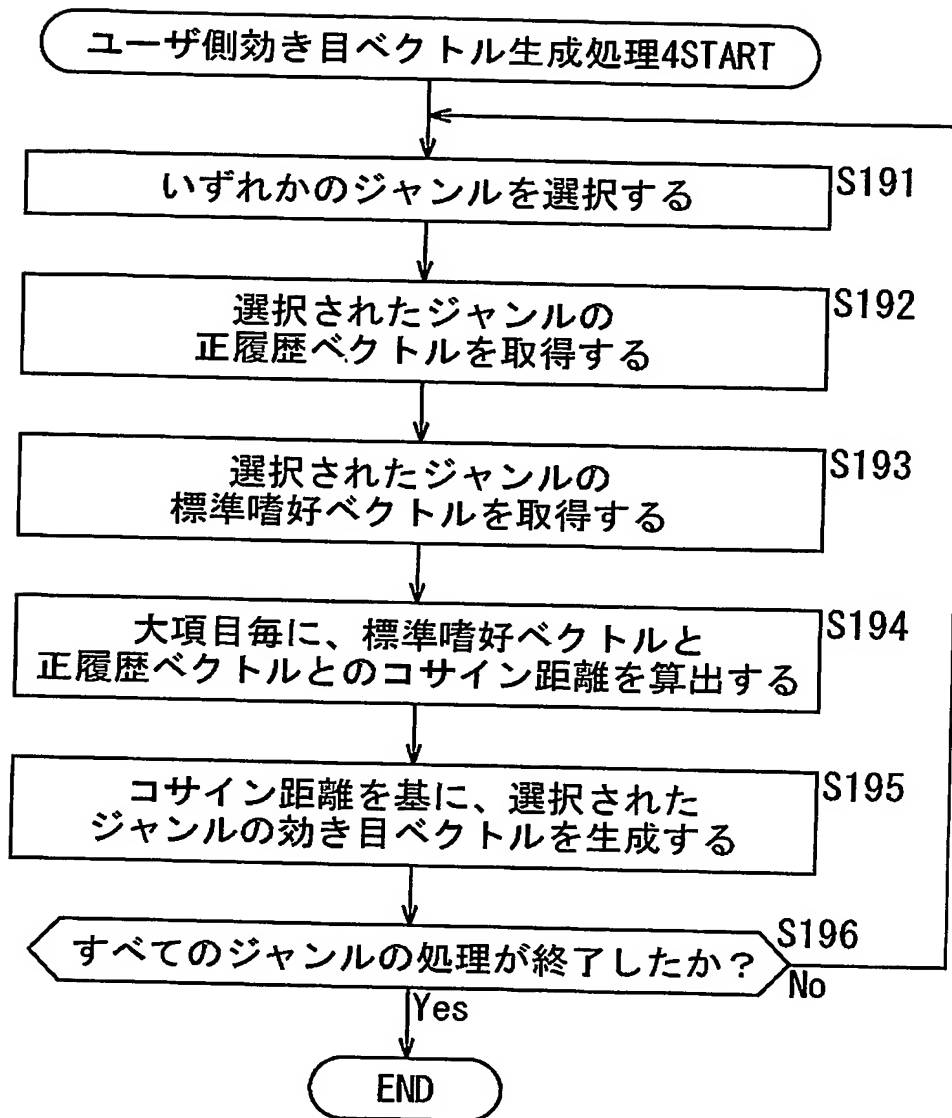 ユーザ側効き目ベクトル生成処理4START
いずれかのジャンルを選択する
S191
選択されたジャンルの
正履歴ベクトルを取得する
S192
選択されたジャンルの
標準嗜好ベクトルを取得する
S193
大項目毎に、標準嗜好ベクトルと
正履歴ベクトルとのコサイン距離を算出する
S194
コサイン距離を基に、選択された
ジャンルの効き目ベクトルを生成する
S195
すべてのジャンルの処理が終了したか？
S196
No
Yes
END